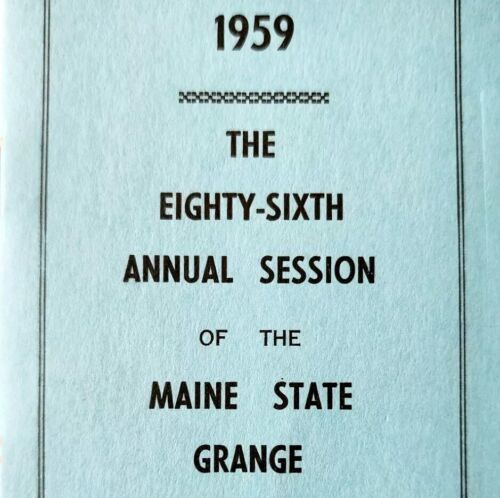 1959
THE
EIGHTY-SIXTH
ANNUAL SESSION
OF THE
MAINE STATE
GRANGE